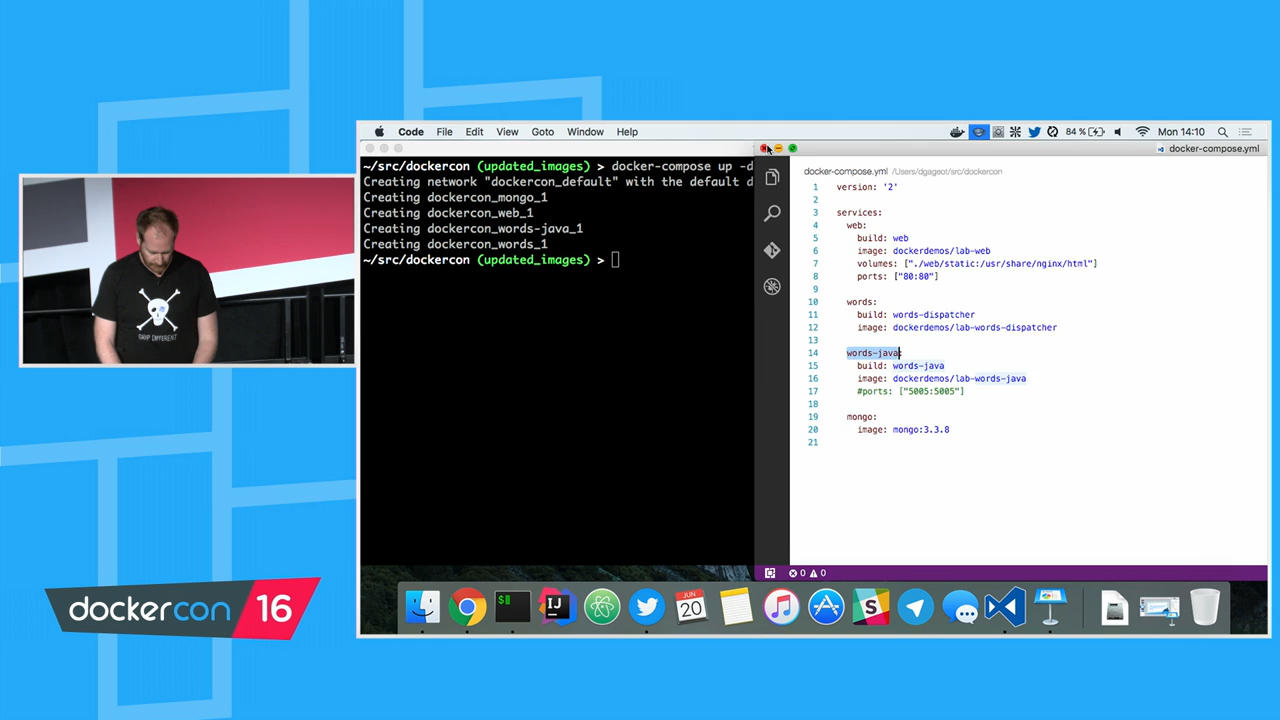 Code File Edit View Goto Window Help
84 % Mon 14:10
docker-compose.yml
~/src/dockercon (updated_images) > docker-compose up -d
Creating network "dockercon_default" with the default d
Creating dockercon_mongo_1
Creating dockercon_web_1
Creating dockercon_words-java_1
Creating dockercon_words_1
~/src/dockercon (updated_images) >
docker-compose.yml /Users/dgageot/src/dockercon
1 version: '2'
2
3 services:
4 web:
5 build: web
6 image: dockerdemos/lab-web
7 volumes: ["./web/static:/usr/share/nginx/html"]
8 ports: ["80:80"]
9
10 words:
11 build: words-dispatcher
12 image: dockerdemos/lab-words-dispatcher
13
14 words-java:
15 build: words-java
16 image: dockerdemos/lab-words-java
17 #ports: ["5005:5005"]
18
19 mongo:
20 image: mongo:3.3.8
21
0 0
$
IJ
JUN
20
DIFFERENT
dockercon 16